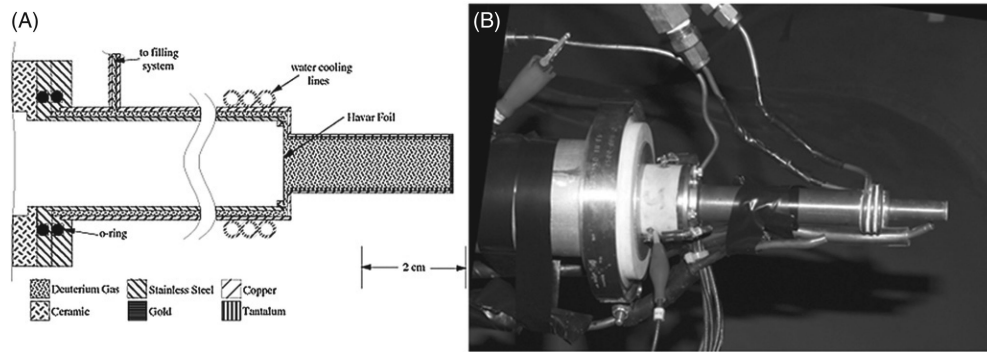 (A)
to filling
system
water cooling
lines
Havar Foil
o-ring
2 cm
Deuterium Gas
Stainless Steel
Copper
Ceramic
Gold
Tantalum
(B)